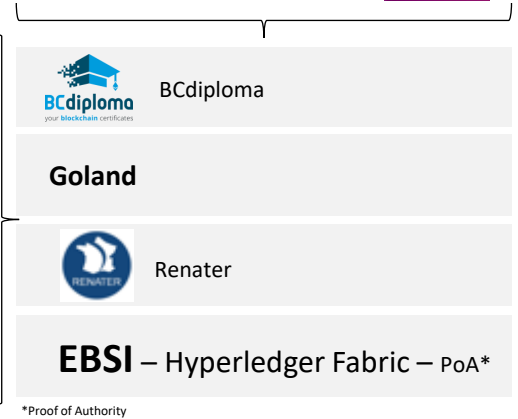 BCdiploma
your blockchain certificates
BCdiploma
Goland
RENATER
Renater
EBSI – Hyperledger Fabric – PoA*
*Proof of Authority